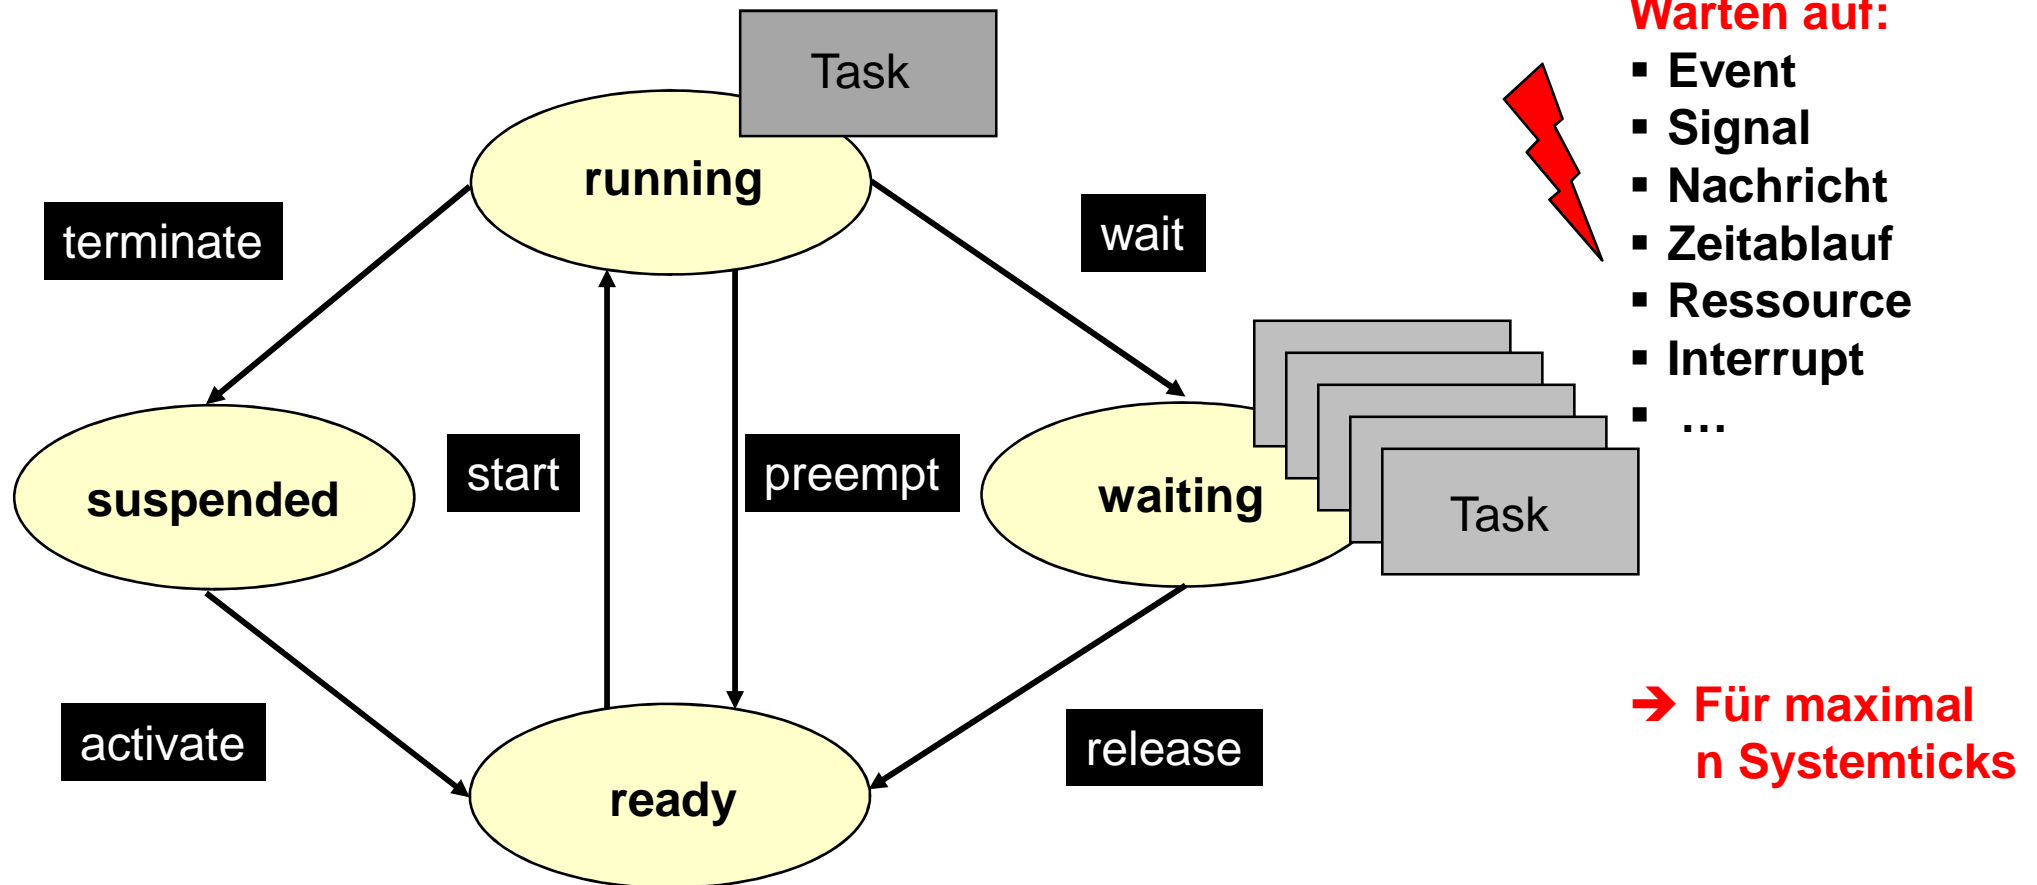 Warten auf:
Event
Signal
Nachricht
Zeitablauf
Ressource
Interrupt
…
Task
running
terminate
wait
suspended
start
preempt
waiting
Task
activate
release
ready
➔ Für maximal
n Systemticks